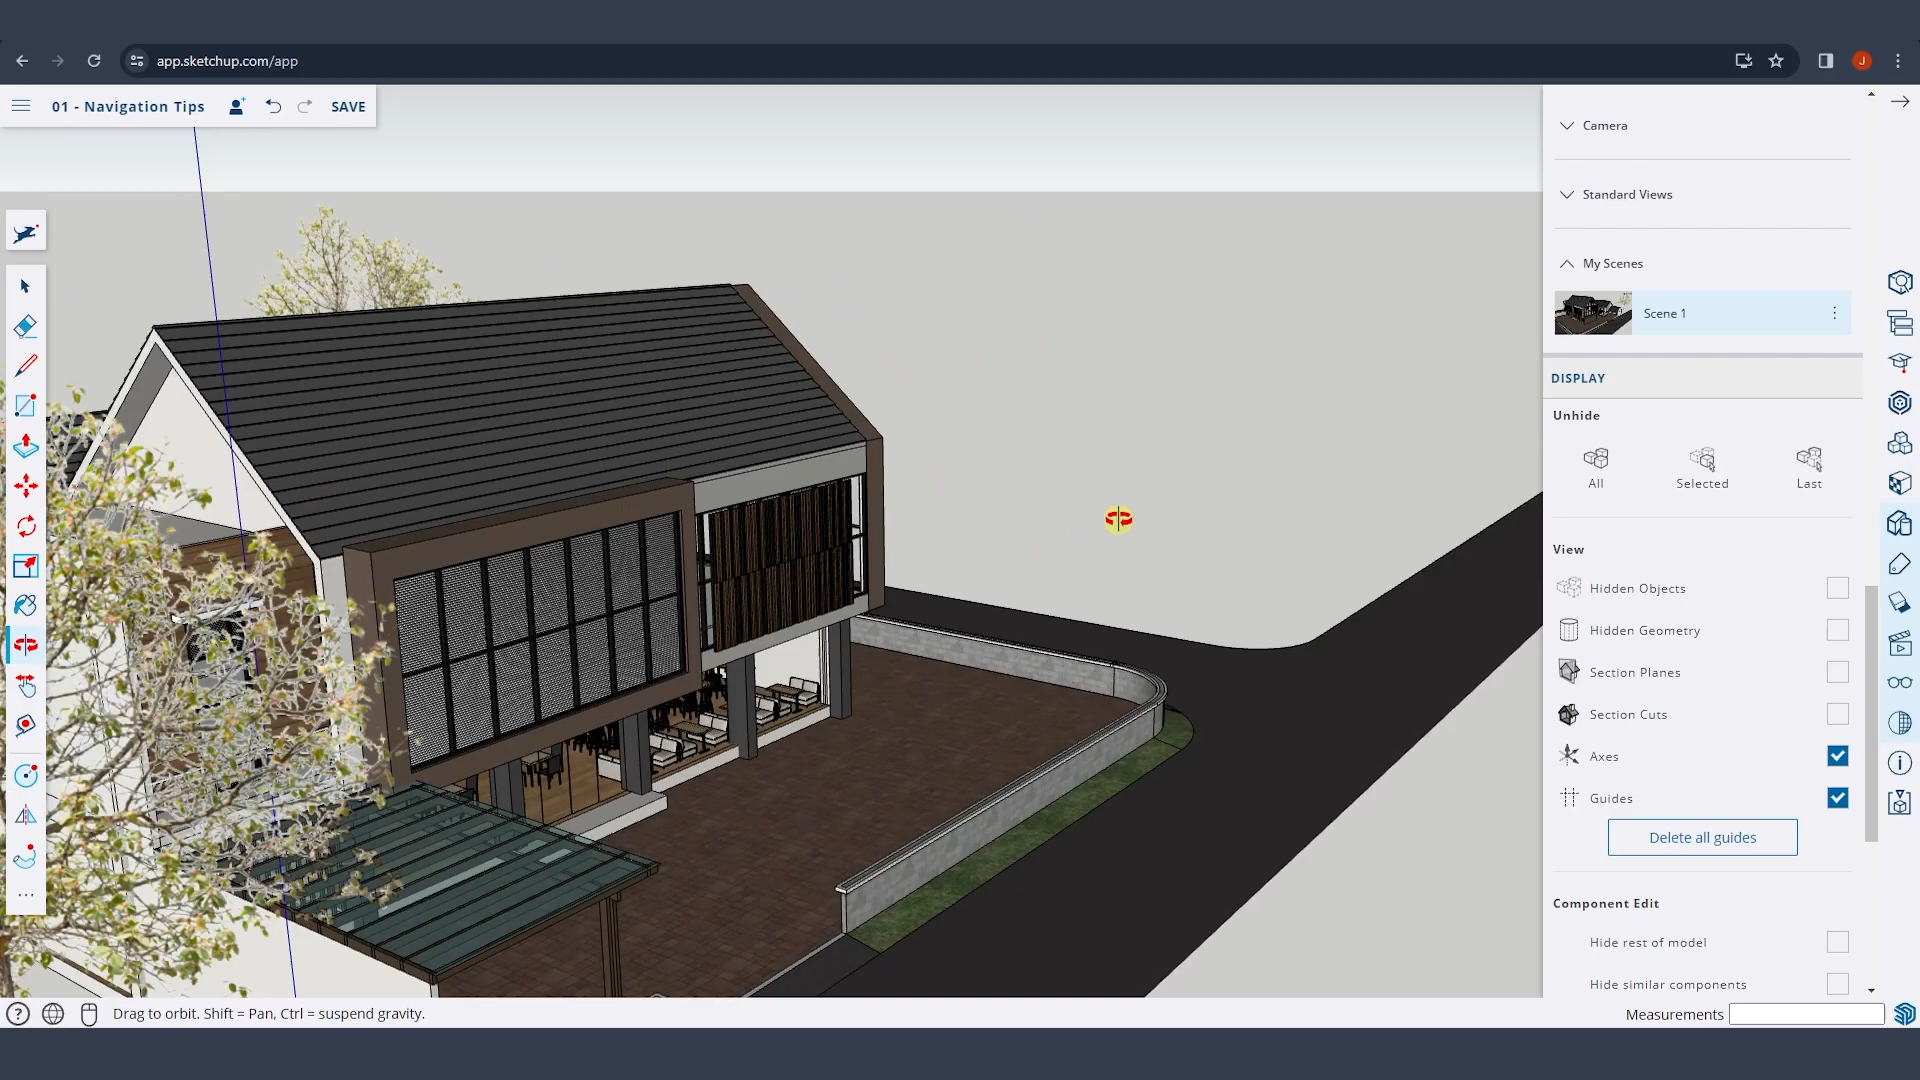 app.sketchup.com/app
J
01 - Navigation Tips
SAVE
Camera
Standard Views
My Scenes
Scene 1
DISPLAY
Unhide
All
Selected
Last
View
Hidden Objects
Hidden Geometry
Section Planes
Section Cuts
Axes
Guides
Delete all guides
Component Edit
Hide rest of model
Hide similar components
Drag to orbit. Shift = Pan, Ctrl = suspend gravity.
Measurements